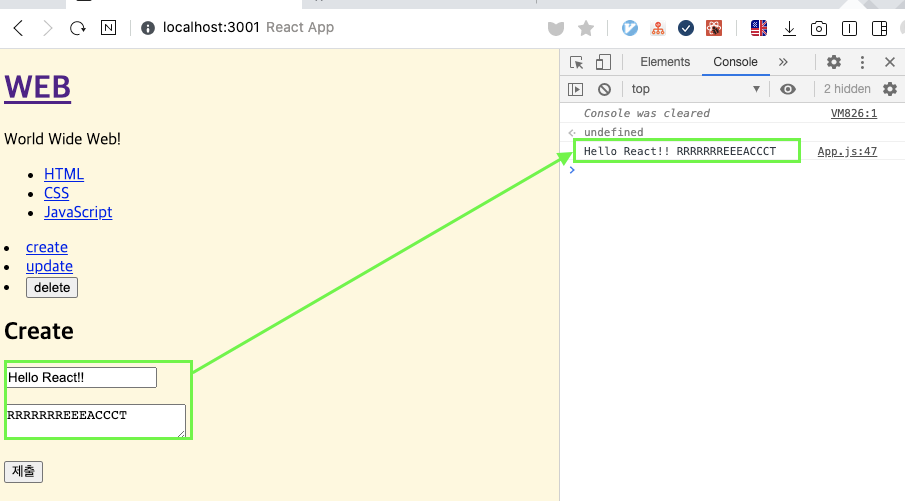 localhost:3001 React App
WEB
World Wide Web!
HTML
CSS
JavaScript
create
update
delete
Create
Hello React!!
RRRRRRREEEACCCT
제출
Elements Console »
top ▼ 2 hidden
Console was cleared VM826:1
undefined
Hello React!! RRRRRRREEEACCCT App.js:47